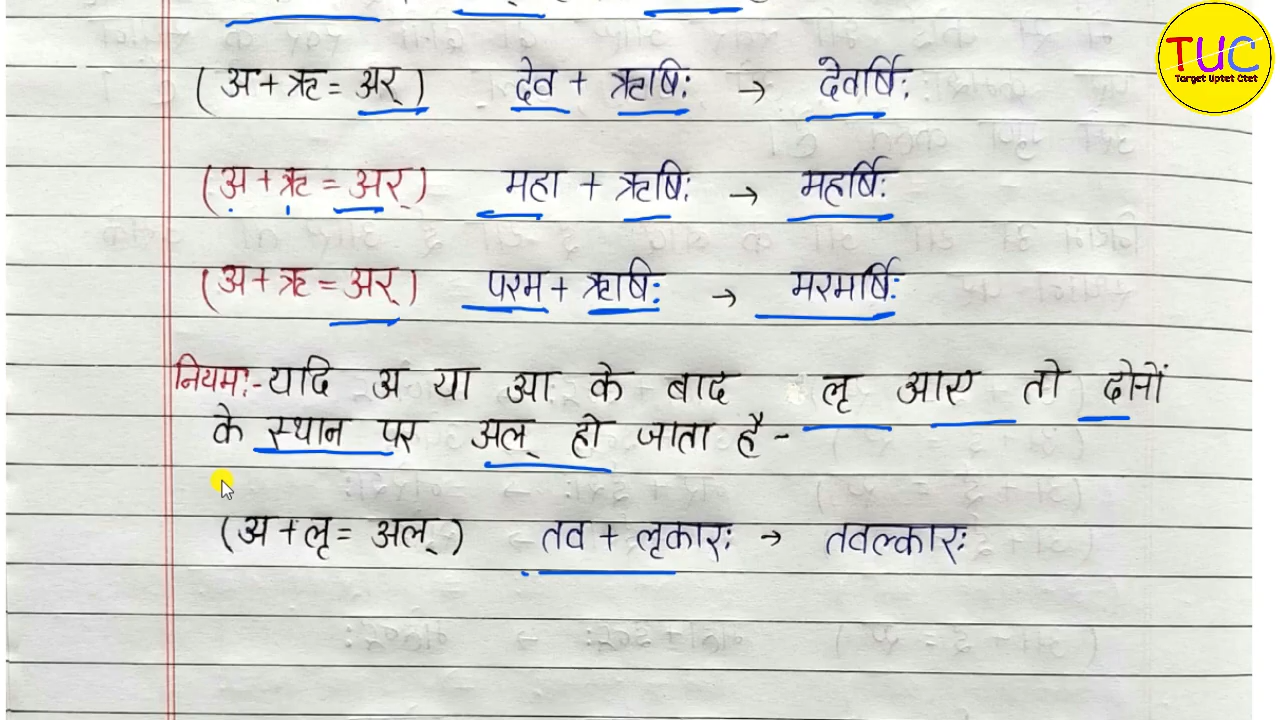 TUC
Target Uptet Ctet
(अ+ऋ = अर्) देव + ऋषिः → देवर्षिः
(अ+ऋ = अर्) महा + ऋषिः → महर्षिः
(अ+ऋ = अर्) परम + ऋषिः → मरमर्षिः
नियमः- यदि अ या आ के बाद लृ आए तो दोनों
के स्थान पर अल् हो जाता है -
(अ +लृ = अल्) तव + लृकारः → तवल्कारः